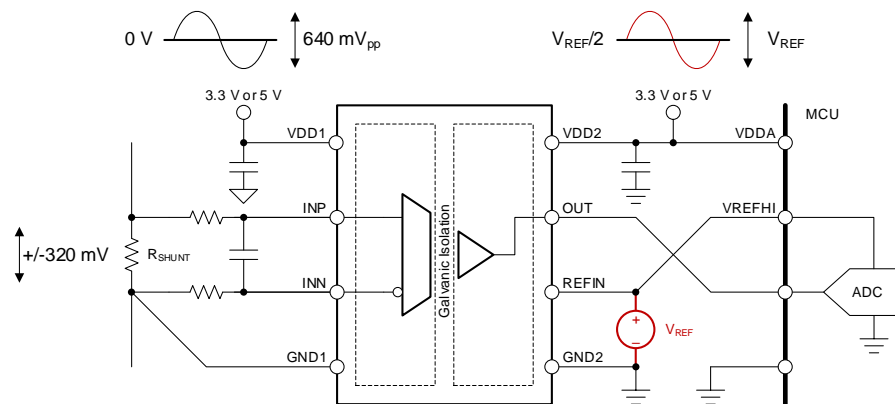 0 V
640 mVpp
VREF/2
VREF
3.3 V or 5 V
3.3 V or 5 V
MCU
VDD1
VDD2
VDDA
INP
OUT
VREFHI
+/-320 mV
RSHUNT
Galvanic Isolation
INN
REFIN
ADC
+
−
VREF
GND1
GND2